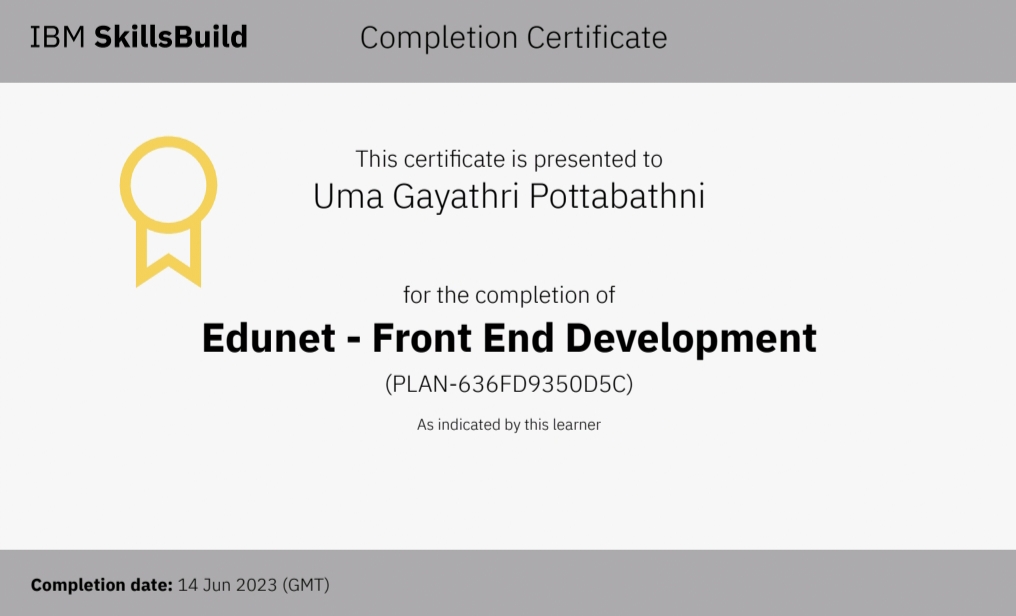 IBM SkillsBuild
Completion Certificate
This certificate is presented to
Uma Gayathri Pottabathni
for the completion of
Edunet - Front End Development
(PLAN-636FD9350D5C)
As indicated by this learner
Completion date: 14 Jun 2023 (GMT)